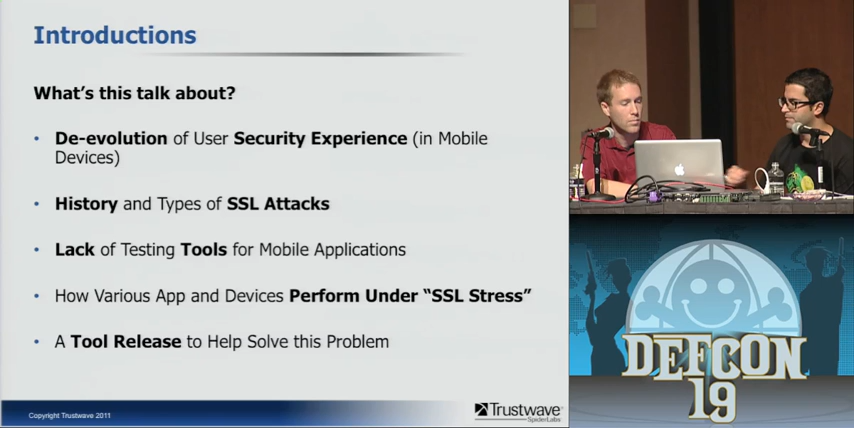 Introductions
What's this talk about?
• De-evolution of User Security Experience (in Mobile
Devices)
• History and Types of SSL Attacks
• Lack of Testing Tools for Mobile Applications
• How Various App and Devices Perform Under “SSL Stress”
• A Tool Release to Help Solve this Problem
Copyright Trustwave 2011
Trustwave®
SpiderLabs
DEFCON
19